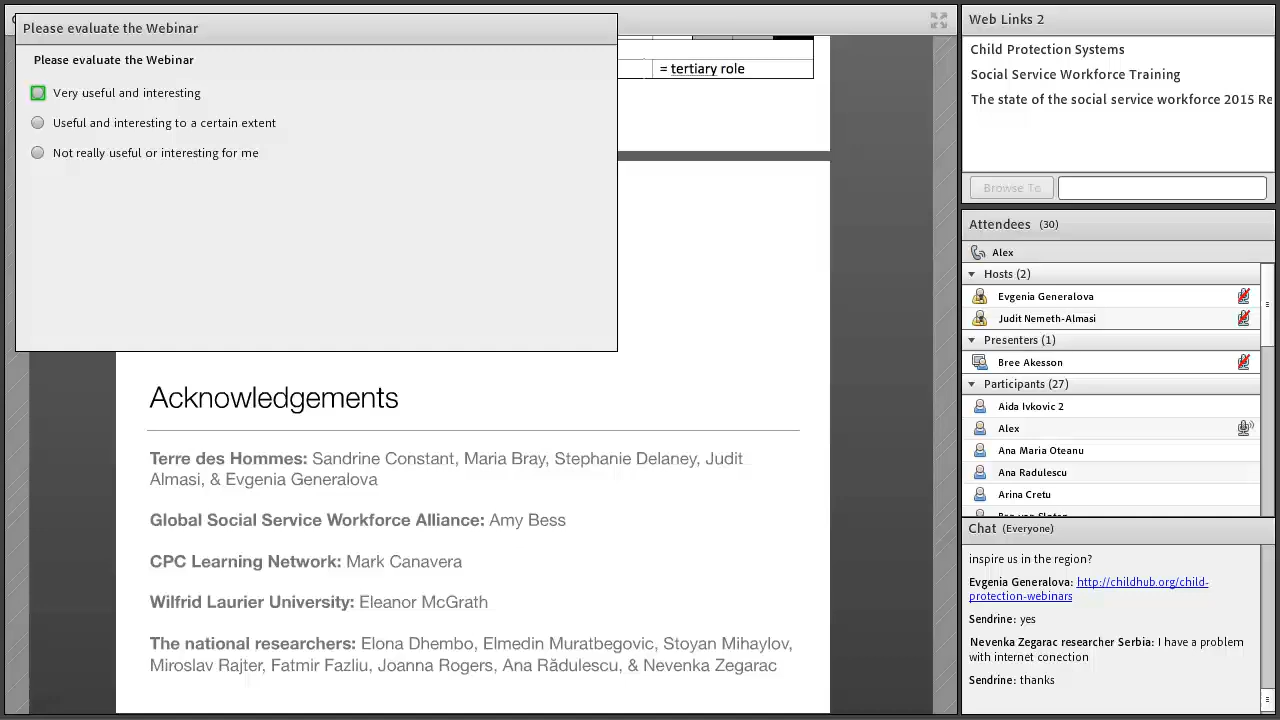 Please evaluate the Webinar
Please evaluate the Webinar
Very useful and interesting
Useful and interesting to a certain extent
Not really useful or interesting for me
= tertiary role
Acknowledgements
Terre des Hommes: Sandrine Constant, Maria Bray, Stephanie Delaney, Judit
Almasi, & Evgenia Generalova
Global Social Service Workforce Alliance: Amy Bess
CPC Learning Network: Mark Canavera
Wilfrid Laurier University: Eleanor McGrath
The national researchers: Elona Dhembo, Elmedin Muratbegovic, Stoyan Mihaylov,
Miroslav Rajter, Fatmir Fazliu, Joanna Rogers, Ana Rădulescu, & Nevenka Zegarac
Web Links 2
Child Protection Systems
Social Service Workforce Training
The state of the social service workforce 2015 Re
Browse To
Attendees (30)
Alex
Hosts (2)
Evgenia Generalova
Judit Nemeth-Almasi
Presenters (1)
Bree Akesson
Participants (27)
Aida Ivkovic 2
Alex
Ana Maria Oteanu
Ana Radulescu
Arina Cretu
Chat (Everyone)
inspire us in the region?
Evgenia Generalova: http://childhub.org/child-
protection-webinars
Sendrine: yes
Nevenka Zegarac researcher Serbia: I have a problem
with internet conection
Sendrine: thanks